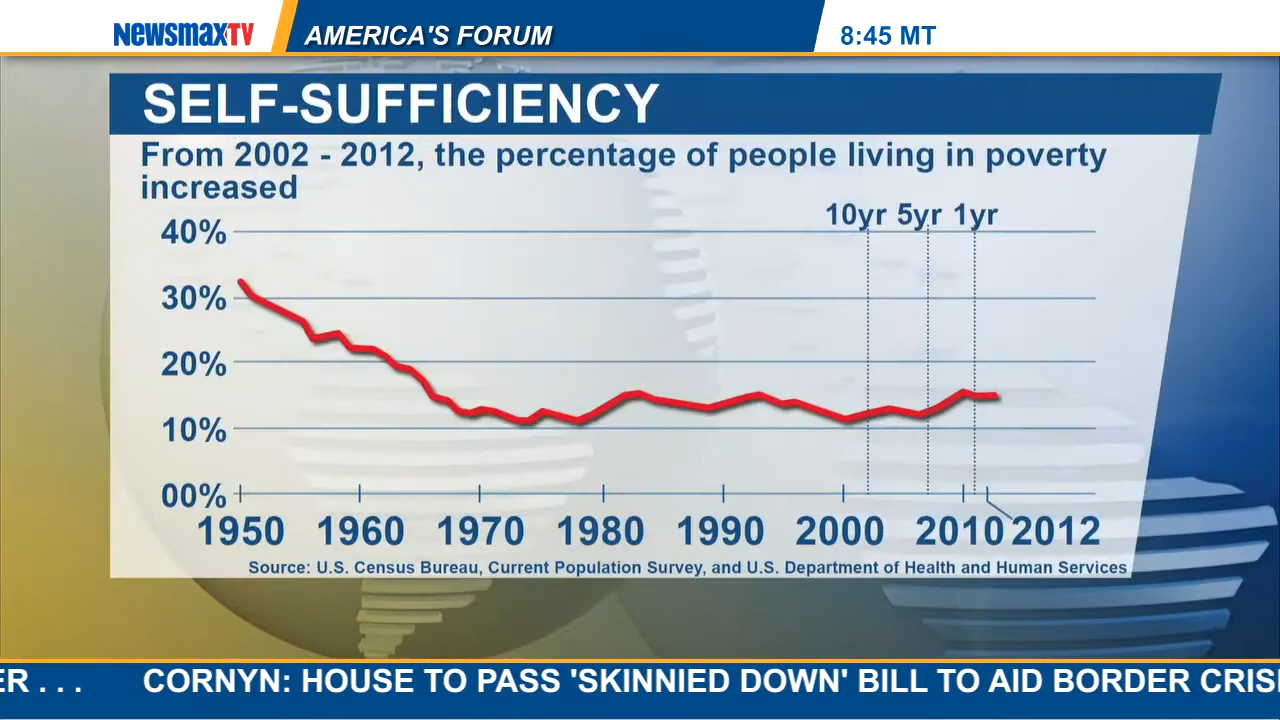 NEWSMAXTV AMERICA'S FORUM 8:45 MT
SELF-SUFFICIENCY
From 2002 - 2012, the percentage of people living in poverty
increased
10yr 5yr 1yr
40%
30%
20%
10%
00%
1950 1960 1970 1980 1990 2000 2010 2012
Source: U.S. Census Bureau, Current Population Survey, and U.S. Department of Health and Human Services
ER . . . CORNYN: HOUSE TO PASS 'SKINNIED DOWN' BILL TO AID BORDER CRIS